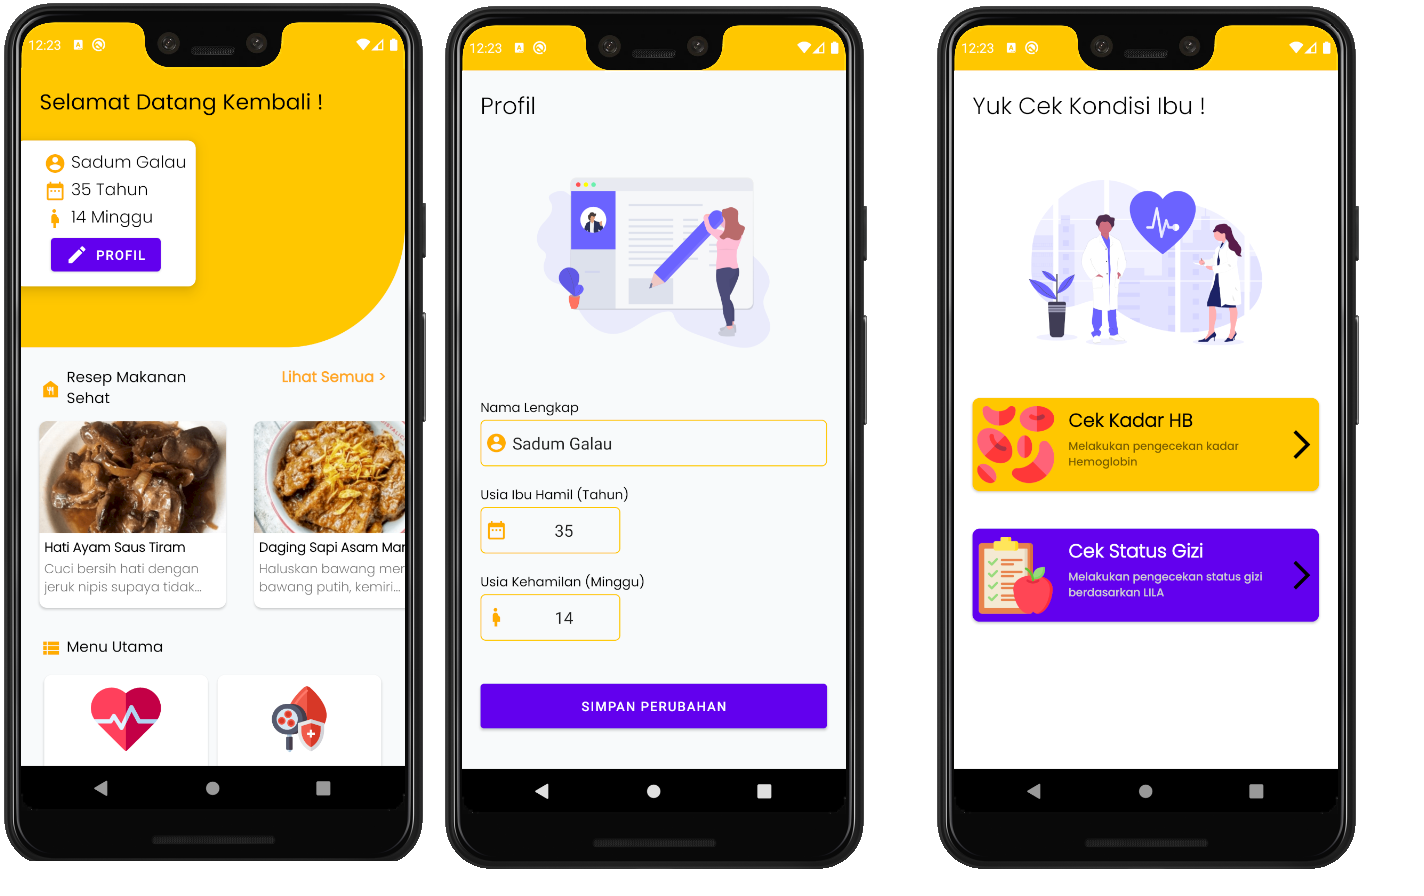 12:23
Selamat Datang Kembali !
Sadum Galau
35 Tahun
14 Minggu
PROFIL
Resep Makanan
Sehat
Lihat Semua >
Hati Ayam Saus Tiram
Cuci bersih hati dengan
jeruk nipis supaya tidak...
Daging Sapi Asam Mar
Haluskan bawang mer
bawang putih, kemiri...
Menu Utama
12:23
Profil
Nama Lengkap
Sadum Galau
Usia Ibu Hamil (Tahun)
35
Usia Kehamilan (Minggu)
14
SIMPAN PERUBAHAN
12:23
Yuk Cek Kondisi Ibu !
Cek Kadar HB
Melakukan pengecekan kadar
Hemoglobin
Cek Status Gizi
Melakukan pengecekan status gizi
berdasarkan LILA